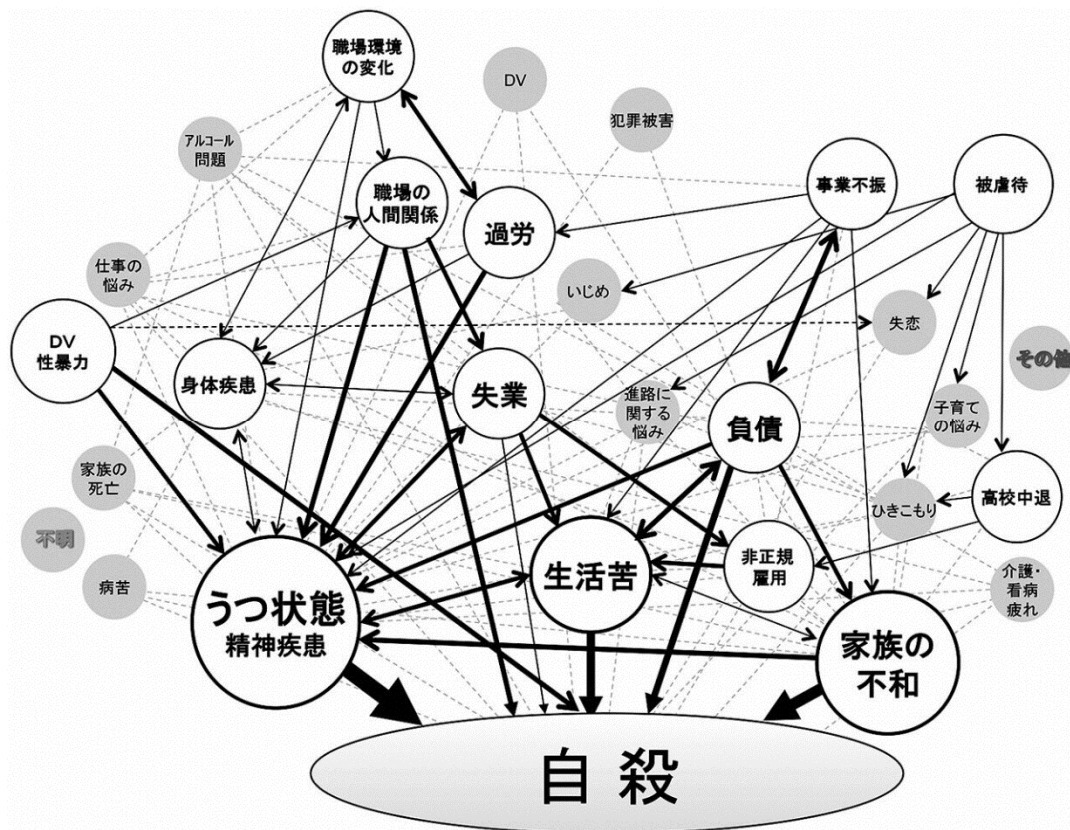 職場環境
の変化
DV
犯罪被害
アルコール
問題
職場の
人間関係
過労
事業不振
被虐待
仕事の
悩み
いじめ
失恋
DV
性暴力
その他
身体疾患
失業
進路に
関する
悩み
負債
子育て
の悩み
家族の
死亡
高校中退
ひきこもり
不明
病苦
うつ状態
精神疾患
生活苦
非正規
雇用
介護・
看病
疲れ
家族の
不和
自殺